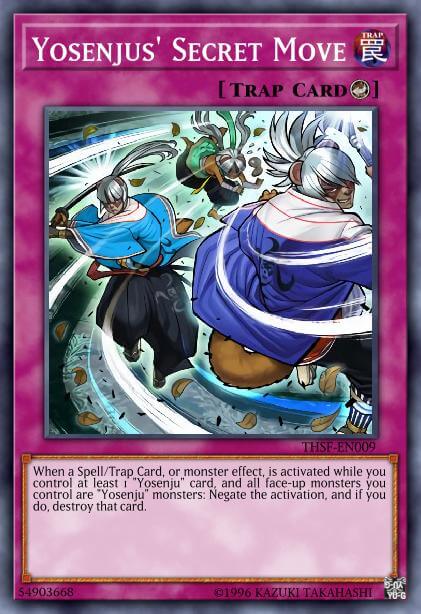 Yosenjus' Secret Move
TRAP
罠
[Trap Card]
THSF-EN009
When a Spell/Trap Card, or monster effect, is activated while you
control at least 1 "Yosenju" card, and all face-up monsters you
control are "Yosenju" monsters: Negate the activation, and if you
do, destroy that card.
54903668
©1996 KAZUKI TAKAHASHI